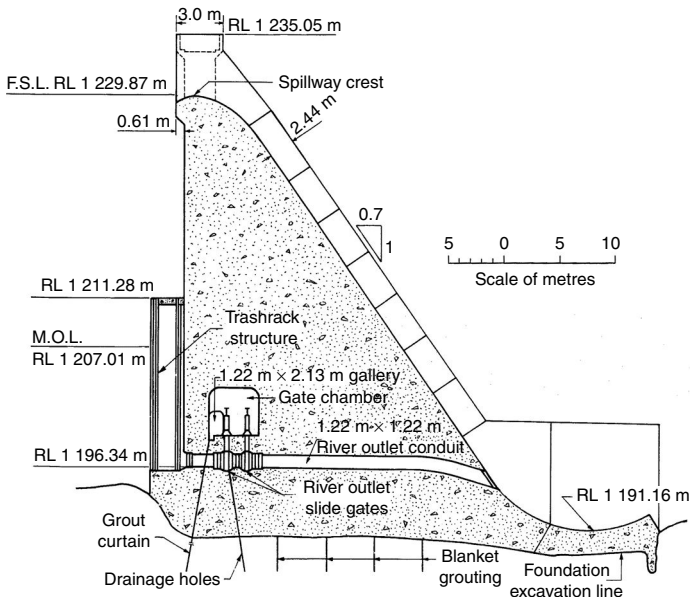 3.0 m
RL 1 235.05 m
F.S.L. RL 1 229.87 m
Spillway crest
0.61 m
2.44 m
0.7
1
5 0 5 10
Scale of metres
RL 1 211.28 m
Trashrack
structure
M.O.L.
RL 1 207.01 m
1.22 m × 2.13 m gallery
Gate chamber
1.22 m × 1.22 m
River outlet conduit
RL 1 196.34 m
River outlet
slide gates
RL 1 191.16 m
Grout
curtain
Drainage holes
Blanket
grouting
Foundation
excavation line